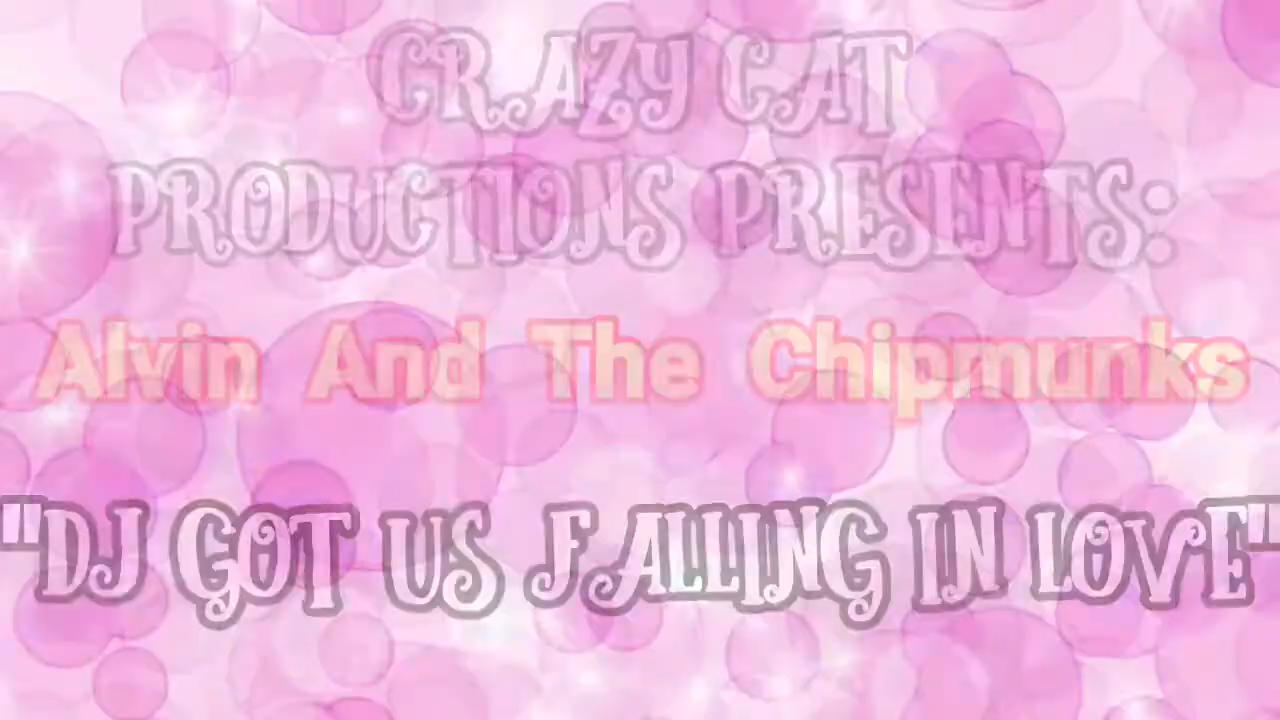 CRAZY CAT
PRODUCTIONS PRESENTS:
Alvin And The Chipmunks
"DJ GOT US FALLING IN LOVE"